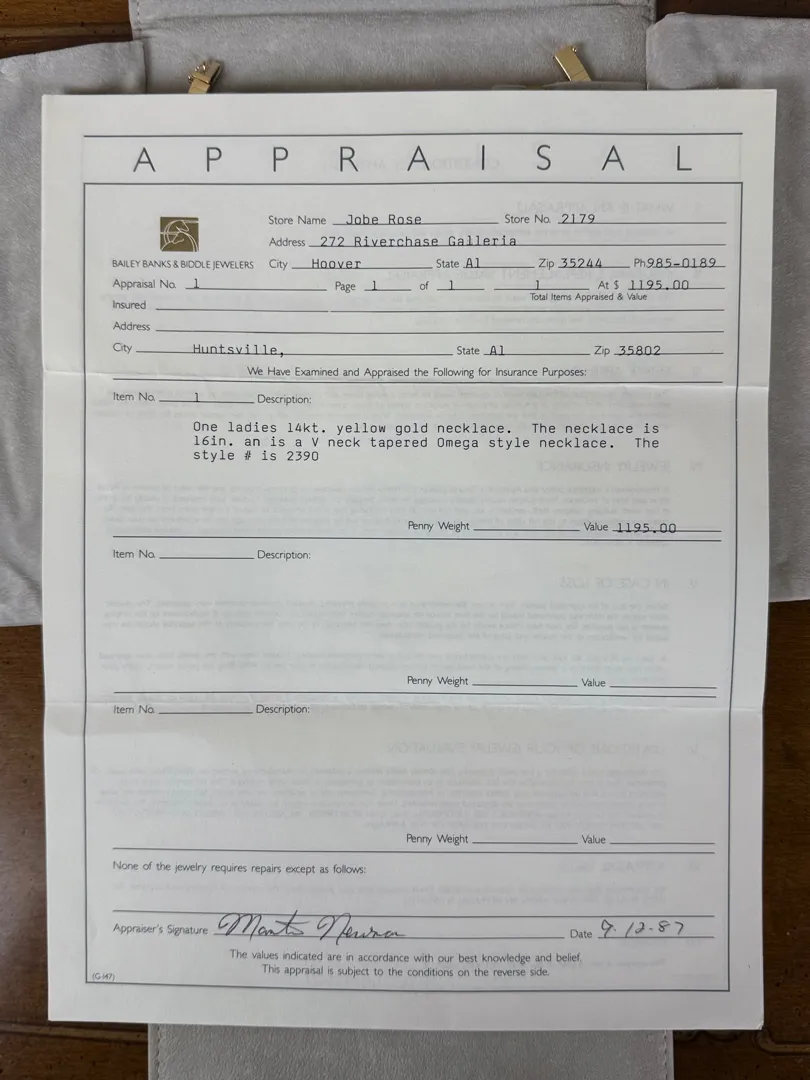 APPRAISAL
Store Name Jobe Rose Store No. 2179
Address 272 Riverchase Galleria
BAILEY BANKS & BIDDLE JEWELERS City Hoover State Al Zip 35244 Ph 985-0189
Appraisal No. 1 Page 1 of 1 1 At $ 1195.00
Total Items Appraised & Value
Insured
Address
City Huntsville, State Al Zip 35802
We Have Examined and Appraised the Following for Insurance Purposes:
Item No. 1 Description:
One ladies 14kt. yellow gold necklace. The necklace is
16in. an is a V neck tapered Omega style necklace. The
style # is 2390
Penny Weight Value 1195.00
Item No. Description:
Penny Weight Value
Item No. Description:
Penny Weight Value
None of the jewelry requires repairs except as follows:
Appraiser's Signature Date 9-12-87
The values indicated are in accordance with our best knowledge and belief.
This appraisal is subject to the conditions on the reverse side.
(G-147)